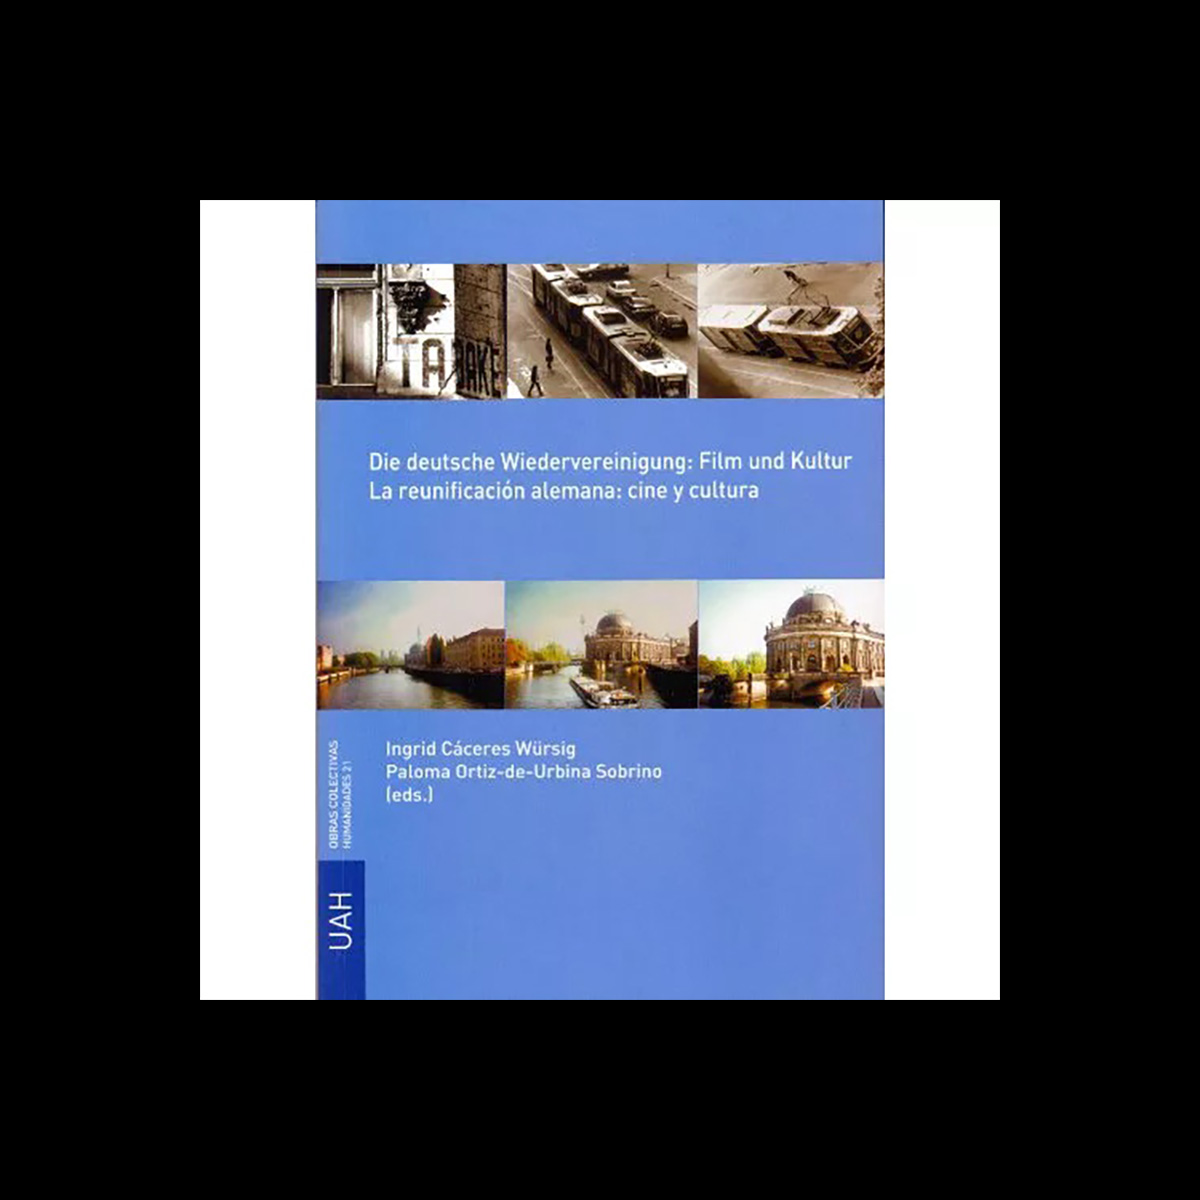 TABAKE
Die deutsche Wiedervereinigung: Film und Kultur
La reunificación alemana: cine y cultura
Ingrid Cáceres Würsig
Paloma Ortiz-de-Urbina Sobrino
(eds.)
OBRAS COLECTIVAS
HUMANIDADES 21
UAH